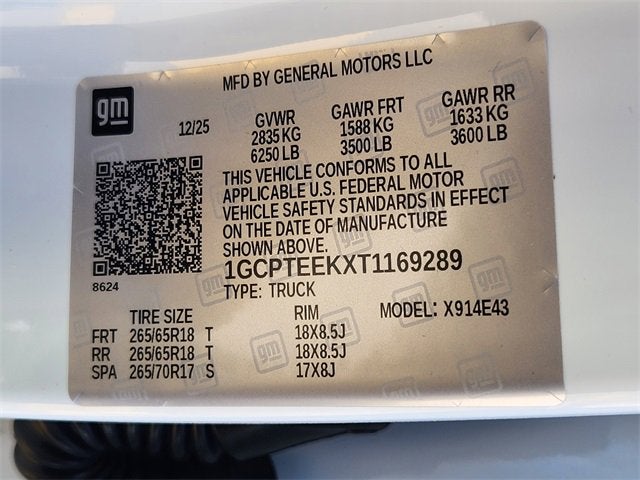 MFD BY GENERAL MOTORS LLC
gm
12/25
GVWR GAWR FRT GAWR RR
2835 KG 1588 KG 1633 KG
6250 LB 3500 LB 3600 LB
THIS VEHICLE CONFORMS TO ALL
APPLICABLE U.S. FEDERAL MOTOR
VEHICLE SAFETY STANDARDS IN EFFECT
ON THE DATE OF MANUFACTURE
SHOWN ABOVE.
1GCPTEEKXT1169289
8624
TYPE: TRUCK
TIRE SIZE RIM MODEL: X914E43
FRT 265/65R18 T 18X8.5J
RR 265/65R18 T 18X8.5J
SPA 265/70R17 S 17X8J